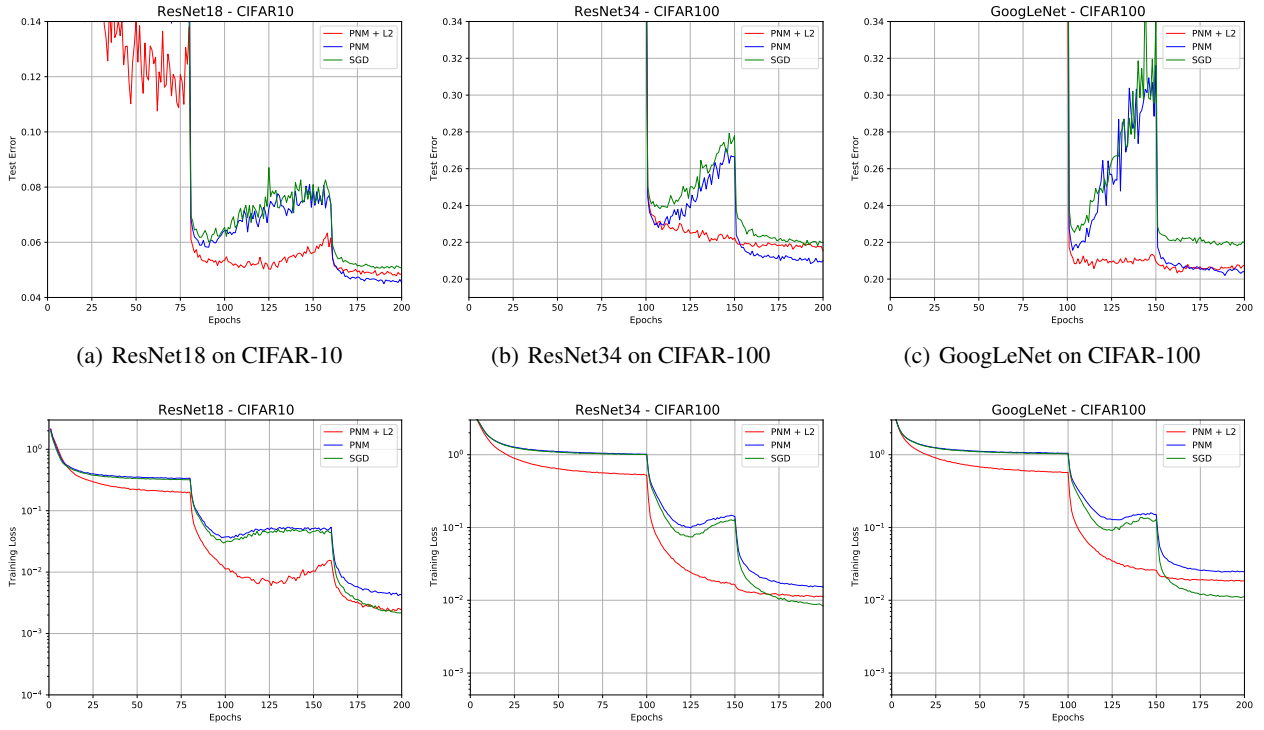 ResNet18 - CIFAR10
0.14
0.12
0.10
0.08
0.06
0.04
Test Error
0 25 50 75 100 125 150 175 200
Epochs
PNM + L2
PNM
SGD
(a) ResNet18 on CIFAR-10
ResNet34 - CIFAR100
0.34
0.32
0.30
0.28
0.26
0.24
0.22
0.20
Test Error
0 25 50 75 100 125 150 175 200
Epochs
PNM + L2
PNM
SGD
(b) ResNet34 on CIFAR-100
GoogLeNet - CIFAR100
0.34
0.32
0.30
0.28
0.26
0.24
0.22
0.20
Test Error
0 25 50 75 100 125 150 175 200
Epochs
PNM + L2
PNM
SGD
(c) GoogLeNet on CIFAR-100
ResNet18 - CIFAR10
10⁰
10⁻¹
10⁻²
10⁻³
10⁻⁴
Training Loss
0 25 50 75 100 125 150 175 200
Epochs
PNM + L2
PNM
SGD
ResNet34 - CIFAR100
10⁰
10⁻¹
10⁻²
10⁻³
Training Loss
0 25 50 75 100 125 150 175 200
Epochs
PNM + L2
PNM
SGD
GoogLeNet - CIFAR100
10⁰
10⁻¹
10⁻²
10⁻³
Training Loss
0 25 50 75 100 125 150 175 200
Epochs
PNM + L2
PNM
SGD